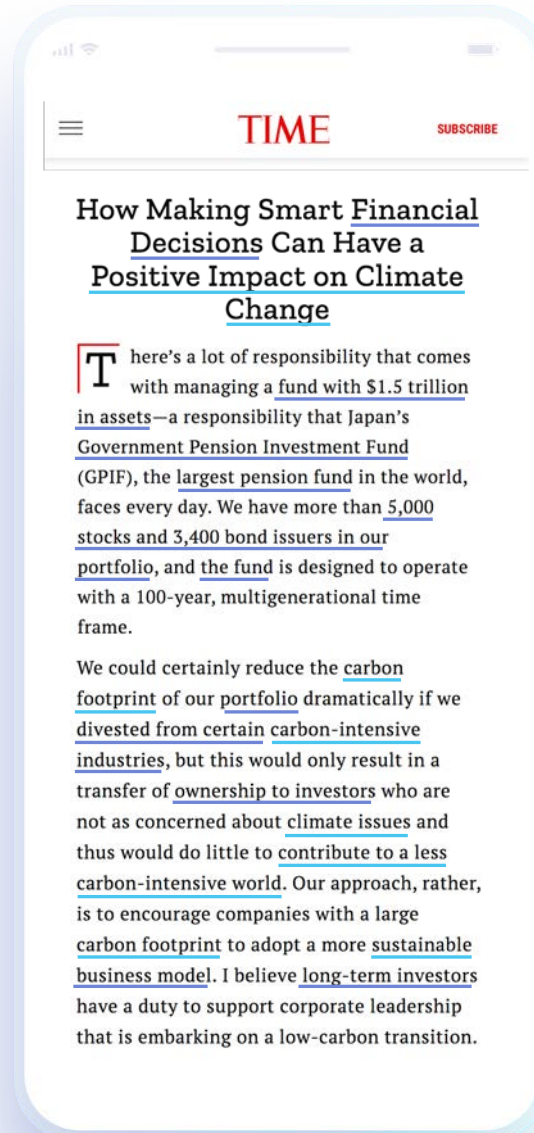 TIME
SUBSCRIBE
How Making Smart Financial
Decisions Can Have a
Positive Impact on Climate
Change
There’s a lot of responsibility that comes
with managing a fund with $1.5 trillion
in assets—a responsibility that Japan’s
Government Pension Investment Fund
(GPIF), the largest pension fund in the world,
faces every day. We have more than 5,000
stocks and 3,400 bond issuers in our
portfolio, and the fund is designed to operate
with a 100-year, multigenerational time
frame.
We could certainly reduce the carbon
footprint of our portfolio dramatically if we
divested from certain carbon-intensive
industries, but this would only result in a
transfer of ownership to investors who are
not as concerned about climate issues and
thus would do little to contribute to a less
carbon-intensive world. Our approach, rather,
is to encourage companies with a large
carbon footprint to adopt a more sustainable
business model. I believe long-term investors
have a duty to support corporate leadership
that is embarking on a low-carbon transition.